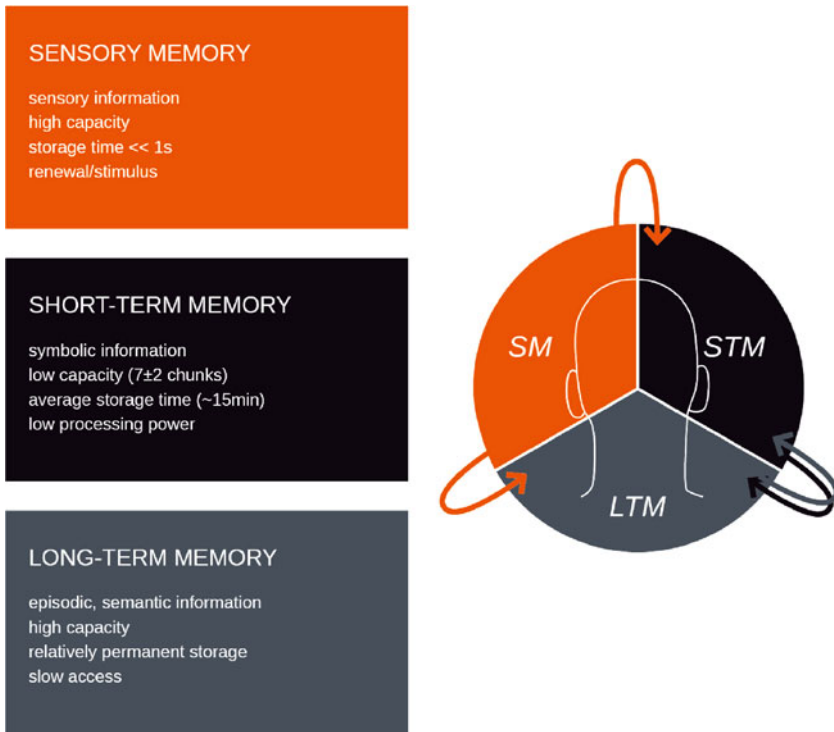 SENSORY MEMORY
sensory information
high capacity
storage time << 1s
renewal/stimulus
SHORT-TERM MEMORY
symbolic information
low capacity (7±2 chunks)
average storage time (~15min)
low processing power
LONG-TERM MEMORY
episodic, semantic information
high capacity
relatively permanent storage
slow access
SM
STM
LTM